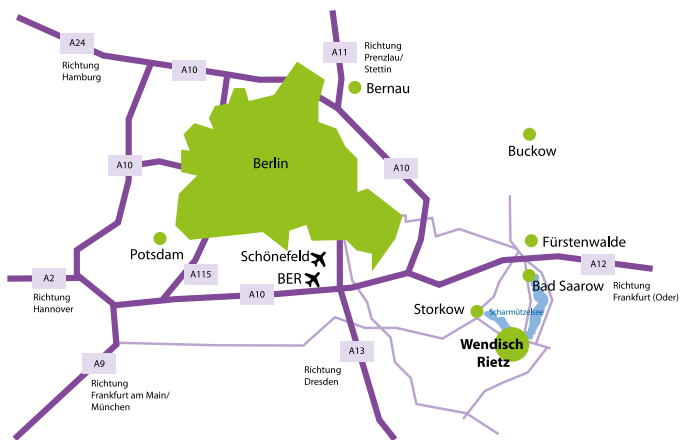 A24
Richtung
Hamburg
A10
A11
Richtung
Prenzlau/
Stettin
Bernau
Berlin
A10
A10
Buckow
Potsdam
Schönefeld
BER
Fürstenwalde
A2
Richtung
Hannover
A115
A10
A12
Richtung
Frankfurt (Oder)
Bad Saarow
Storkow
Scharmützelsee
Wendisch
Rietz
A9
Richtung
Frankfurt am Main/
München
A13
Richtung
Dresden